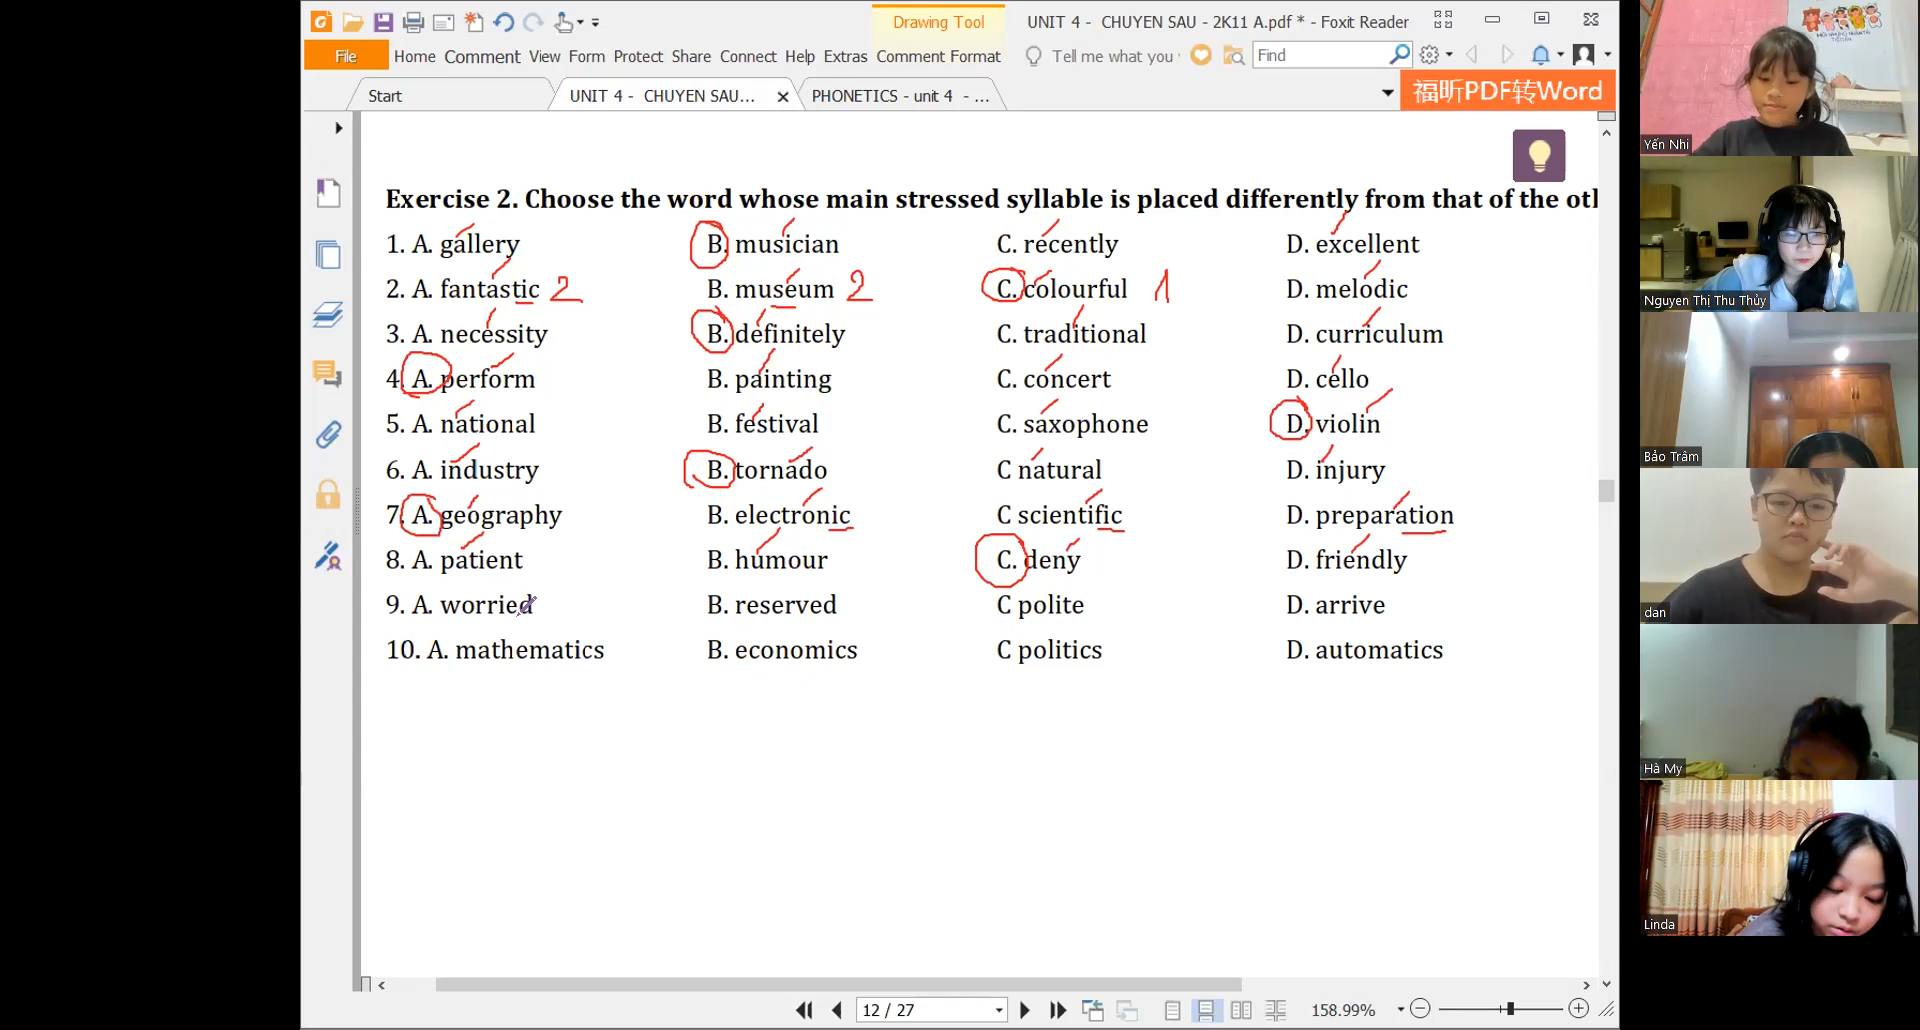 Drawing Tool
UNIT 4 - CHUYEN SAU - 2K11 A.pdf * - Foxit Reader
File Home Comment View Form Protect Share Connect Help Extras Comment Format Tell me what you Find
Start UNIT 4 - CHUYEN SAU... PHONETICS - unit 4 - ... 福昕PDF转Word
Exercise 2. Choose the word whose main stressed syllable is placed differently from that of the otl
1. A. gallery B. musician C. recently D. excellent
2. A. fantastic 2 B. museum 2 C. colourful 1 D. melodic
3. A. necessity B. definitely C. traditional D. curriculum
4. A. perform B. painting C. concert D. cello
5. A. national B. festival C. saxophone D. violin
6. A. industry B. tornado C natural D. injury
7. A. geography B. electronic C scientific D. preparation
8. A. patient B. humour C. deny D. friendly
9. A. worried B. reserved C polite D. arrive
10. A. mathematics B. economics C politics D. automatics
12 / 27 158.99%
Yến Nhi
Nguyen Thị Thu Thủy
Bảo Trâm
dan
Hà My
Linda